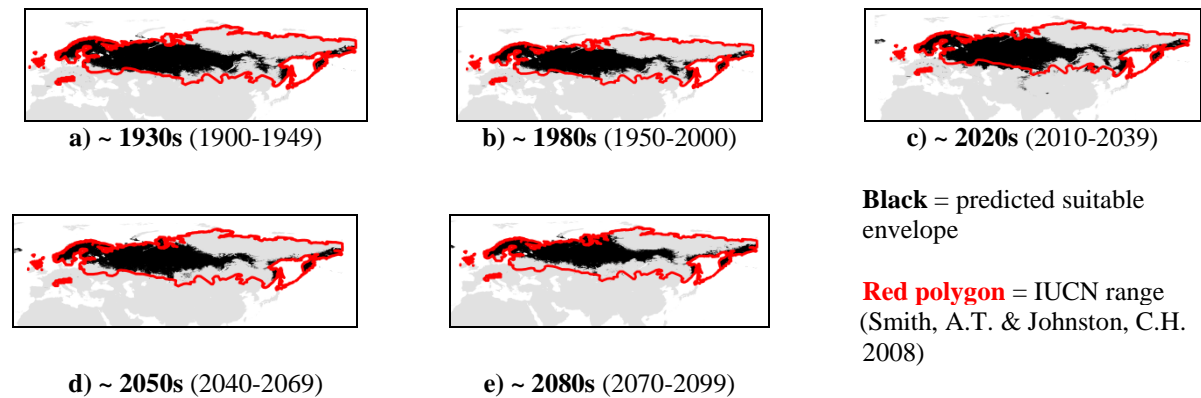 a) ~ 1930s (1900-1949)
b) ~ 1980s (1950-2000)
c) ~ 2020s (2010-2039)
Black = predicted suitable
envelope
Red polygon = IUCN range
(Smith, A.T. & Johnston, C.H.
2008)
d) ~ 2050s (2040-2069)
e) ~ 2080s (2070-2099)